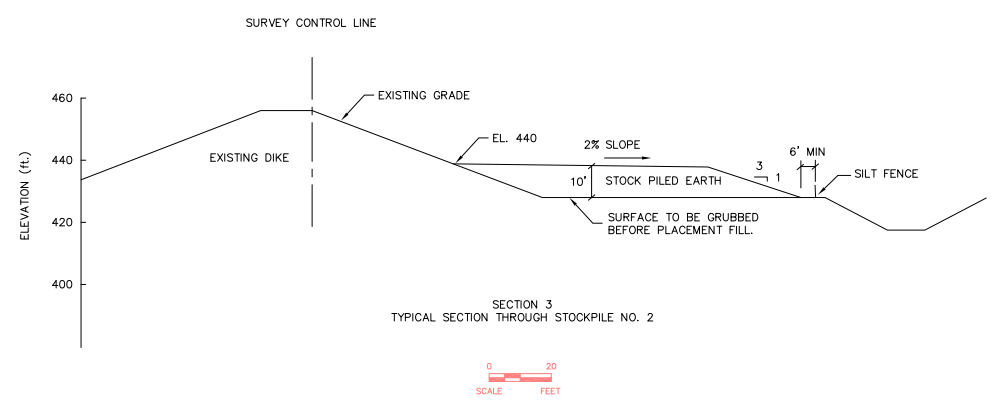 SURVEY CONTROL LINE
460
EXISTING GRADE
EL. 440
440
EXISTING DIKE
2% SLOPE
6' MIN
3
1
SILT FENCE
10'
STOCK PILED EARTH
ELEVATION (ft.)
420
SURFACE TO BE GRUBBED
BEFORE PLACEMENT FILL.
400
SECTION 3
TYPICAL SECTION THROUGH STOCKPILE NO. 2
0 20
SCALE FEET